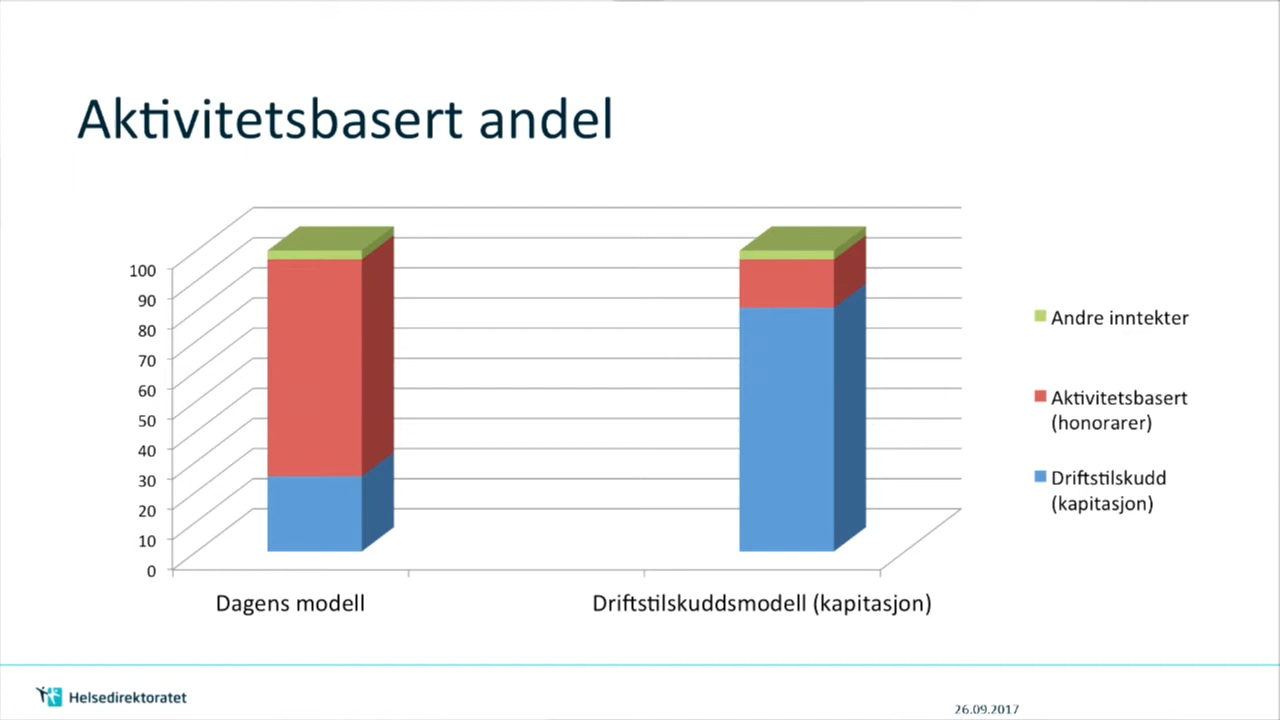 Aktivitetsbasert andel
100
90
80
70
60
50
40
30
20
10
0
Dagens modell
Driftstilskuddsmodell (kapitasjon)
Andre inntekter
Aktivitetsbasert
(honorarer)
Driftstilskudd
(kapitasjon)
Helsedirektoratet
26.09.2017